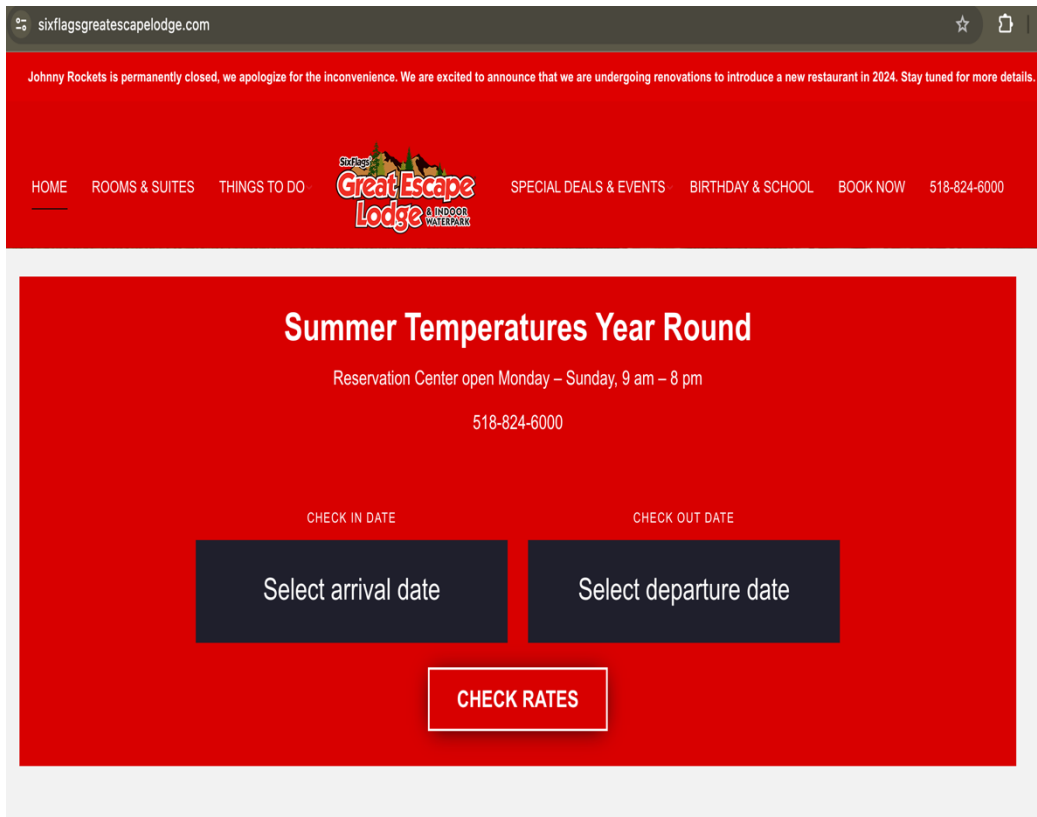 sixflagsgreatescapelodge.com
Johnny Rockets is permanently closed, we apologize for the inconvenience. We are excited to announce that we are undergoing renovations to introduce a new restaurant in 2024. Stay tuned for more details.
HOME ROOMS & SUITES THINGS TO DO
SixFlags
Great Escape
Lodge & INDOOR WATERPARK
SPECIAL DEALS & EVENTS BIRTHDAY & SCHOOL BOOK NOW 518-824-6000
Summer Temperatures Year Round
Reservation Center open Monday – Sunday, 9 am – 8 pm
518-824-6000
CHECK IN DATE CHECK OUT DATE
Select arrival date Select departure date
CHECK RATES